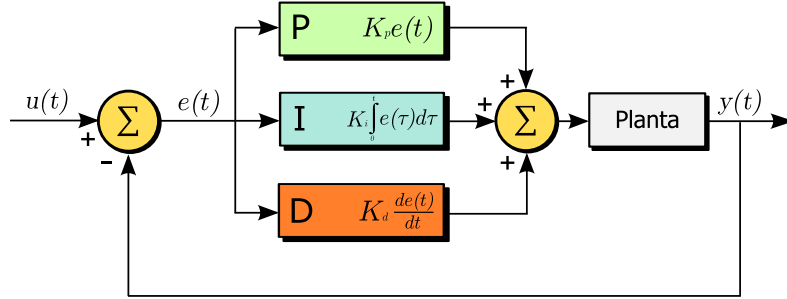 P K_p e(t)
u(t) Σ e(t) I K_i ∫_0^t e(τ)dτ Σ Planta y(t)
D K_d de(t)/dt
+
-
+
+
+